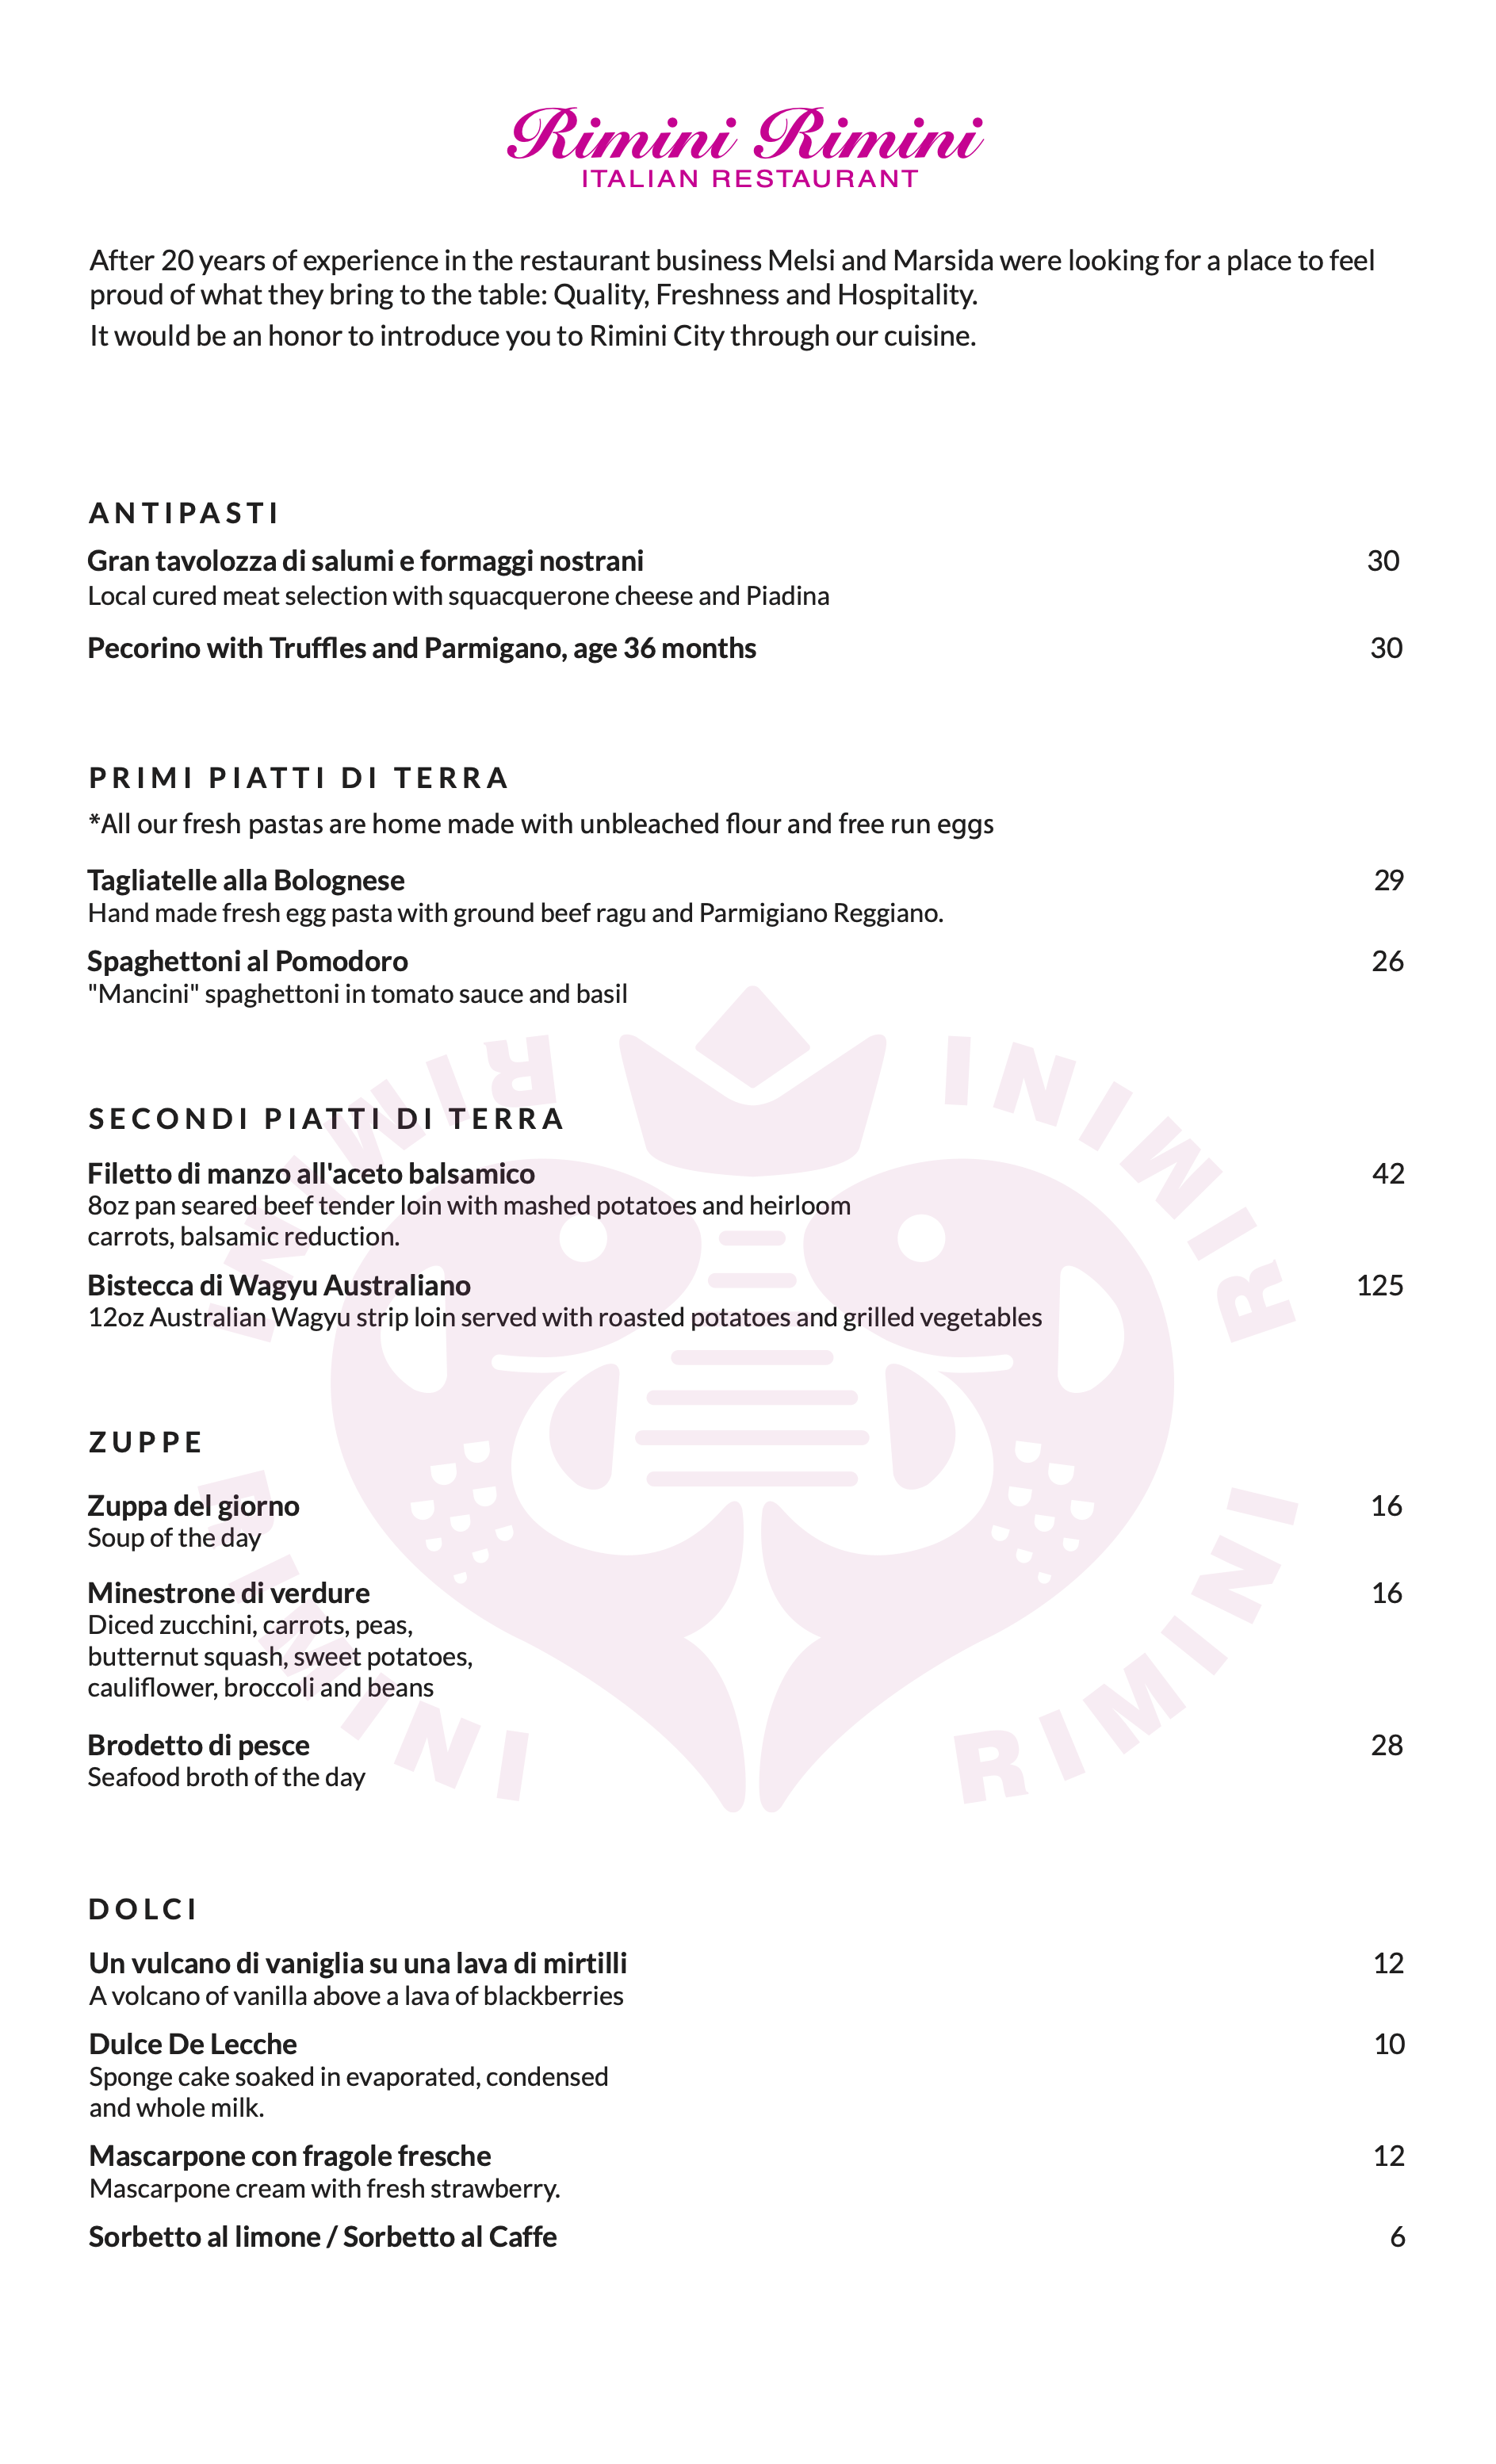 Rimini Rimini
ITALIAN RESTAURANT
After 20 years of experience in the restaurant business Melsi and Marsida were looking for a place to feel
proud of what they bring to the table: Quality, Freshness and Hospitality.
It would be an honor to introduce you to Rimini City through our cuisine.
ANTIPASTI
Gran tavolozza di salumi e formaggi nostrani 30
Local cured meat selection with squacquerone cheese and Piadina
Pecorino with Truffles and Parmigano, age 36 months 30
PRIMI PIATTI DI TERRA
*All our fresh pastas are home made with unbleached flour and free run eggs
Tagliatelle alla Bolognese 29
Hand made fresh egg pasta with ground beef ragu and Parmigiano Reggiano.
Spaghettoni al Pomodoro 26
"Mancini" spaghettoni in tomato sauce and basil
SECONDI PIATTI DI TERRA
Filetto di manzo all'aceto balsamico 42
8oz pan seared beef tender loin with mashed potatoes and heirloom
carrots, balsamic reduction.
Bistecca di Wagyu Australiano 125
12oz Australian Wagyu strip loin served with roasted potatoes and grilled vegetables
ZUPPE
Zuppa del giorno 16
Soup of the day
Minestrone di verdure 16
Diced zucchini, carrots, peas,
butternut squash, sweet potatoes,
cauliflower, broccoli and beans
Brodetto di pesce 28
Seafood broth of the day
DOLCI
Un vulcano di vaniglia su una lava di mirtilli 12
A volcano of vanilla above a lava of blackberries
Dulce De Lecche 10
Sponge cake soaked in evaporated, condensed
and whole milk.
Mascarpone con fragole fresche 12
Mascarpone cream with fresh strawberry.
Sorbetto al limone / Sorbetto al Caffe 6
RIMINI
RIMINI
RIMINI
RIMINI